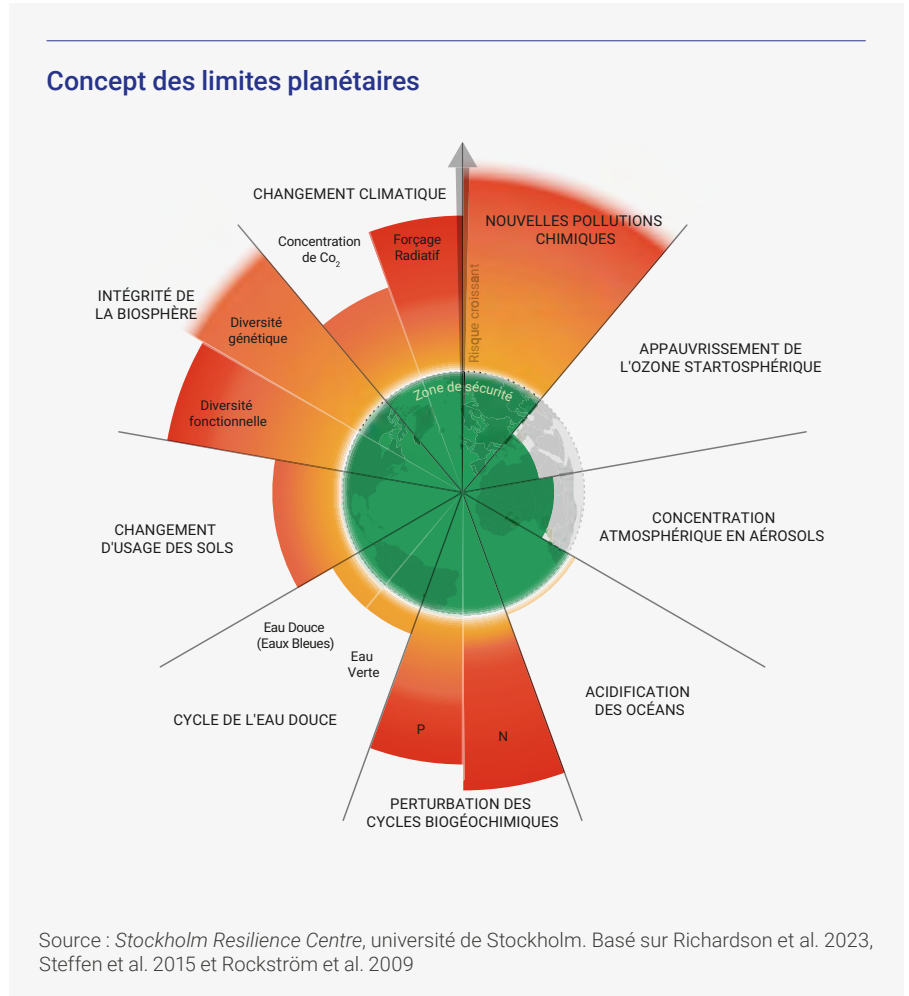 Concept des limites planétaires
CHANGEMENT CLIMATIQUE
Concentration
de Co₂
Forçage
Radiatif
NOUVELLES POLLUTIONS
CHIMIQUES
Risque croissant
INTÉGRITÉ DE
LA BIOSPHÈRE
Diversité
génétique
Diversité
fonctionnelle
Zone de sécurité
APPAUVRISSEMENT DE
L'OZONE STARTOSPHÉRIQUE
CHANGEMENT
D'USAGE DES SOLS
CONCENTRATION
ATMOSPHÉRIQUE EN AÉROSOLS
Eau Douce
(Eaux Bleues)
Eau
Verte
CYCLE DE L'EAU DOUCE
ACIDIFICATION
DES OCÉANS
P
N
PERTURBATION DES
CYCLES BIOGÉOCHIMIQUES
Source : Stockholm Resilience Centre, université de Stockholm. Basé sur Richardson et al. 2023,
Steffen et al. 2015 et Rockström et al. 2009